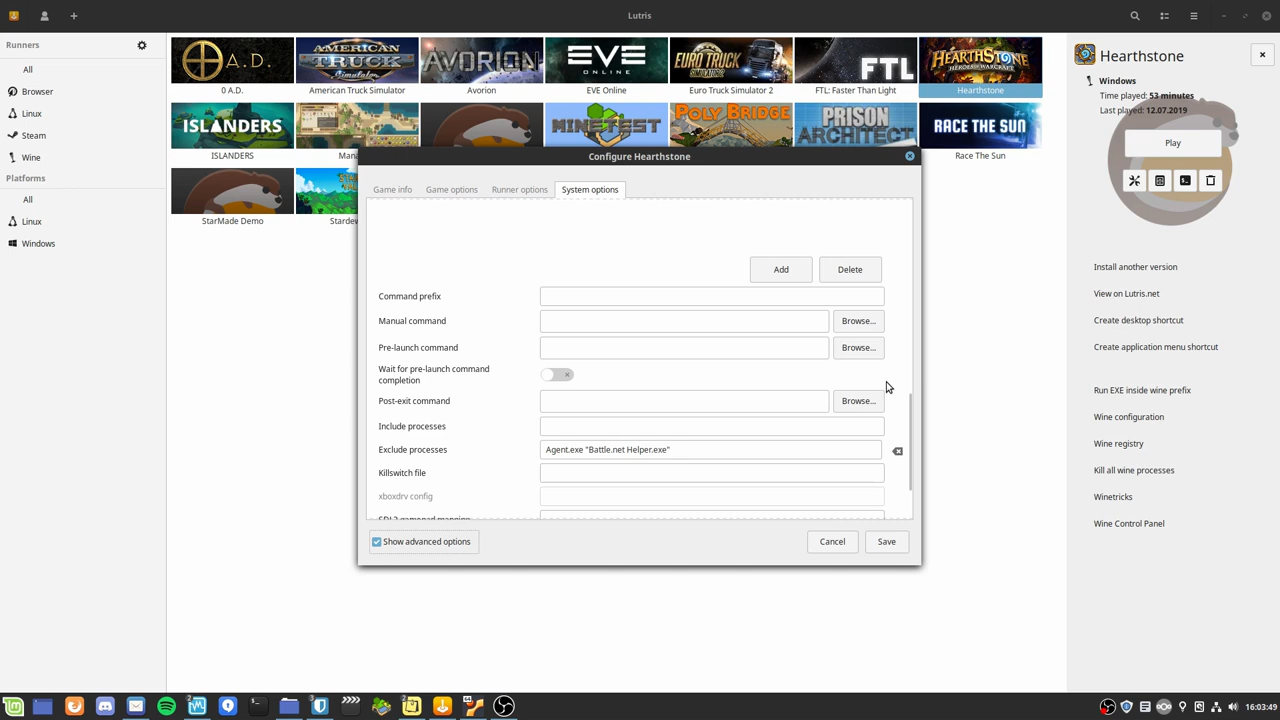 Lutris
Runners
All
Browser
Linux
Steam
Wine
Platforms
All
Linux
Windows
A.D.
AMERICAN
TRUCK
Simulator
AVORION
EVE
ONLINE
EURO TRUCK
SIMULATOR 2
FTL
HEARTHSTONE
HEROES OF WARCRAFT
0 A.D.
American Truck Simulator
Avorion
EVE Online
Euro Truck Simulator 2
FTL: Faster Than Light
Hearthstone
ISLANDERS
MINETEST
POLY BRIDGE
PRISON
ARCHITECT
RACE THE SUN
ISLANDERS
Race The Sun
StarMade Demo
Configure Hearthstone
Game info
Game options
Runner options
System options
Add
Delete
Command prefix
Manual command
Browse...
Pre-launch command
Browse...
Wait for pre-launch command
completion
Post-exit command
Browse...
Include processes
Exclude processes
Agent.exe "Battle.net Helper.exe"
Killswitch file
xboxdrv config
SDL2 gamepad mapping
Show advanced options
Cancel
Save
Hearthstone
Windows
Time played: 53 minutes
Last played: 12.07.2019
Play
Install another version
View on Lutris.net
Create desktop shortcut
Create application menu shortcut
Run EXE inside wine prefix
Wine configuration
Wine registry
Kill all wine processes
Winetricks
Wine Control Panel
16:03:49